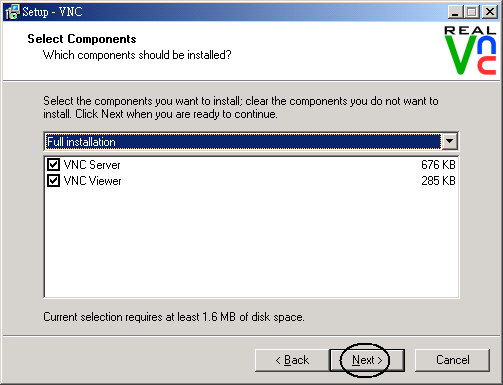 Setup - VNC
Select Components
Which components should be installed?
REAL
Vnc
Select the components you want to install; clear the components you do not want to
install. Click Next when you are ready to continue.
Full installation
VNC Server 676 KB
VNC Viewer 285 KB
Current selection requires at least 1.6 MB of disk space.
< Back Next > Cancel